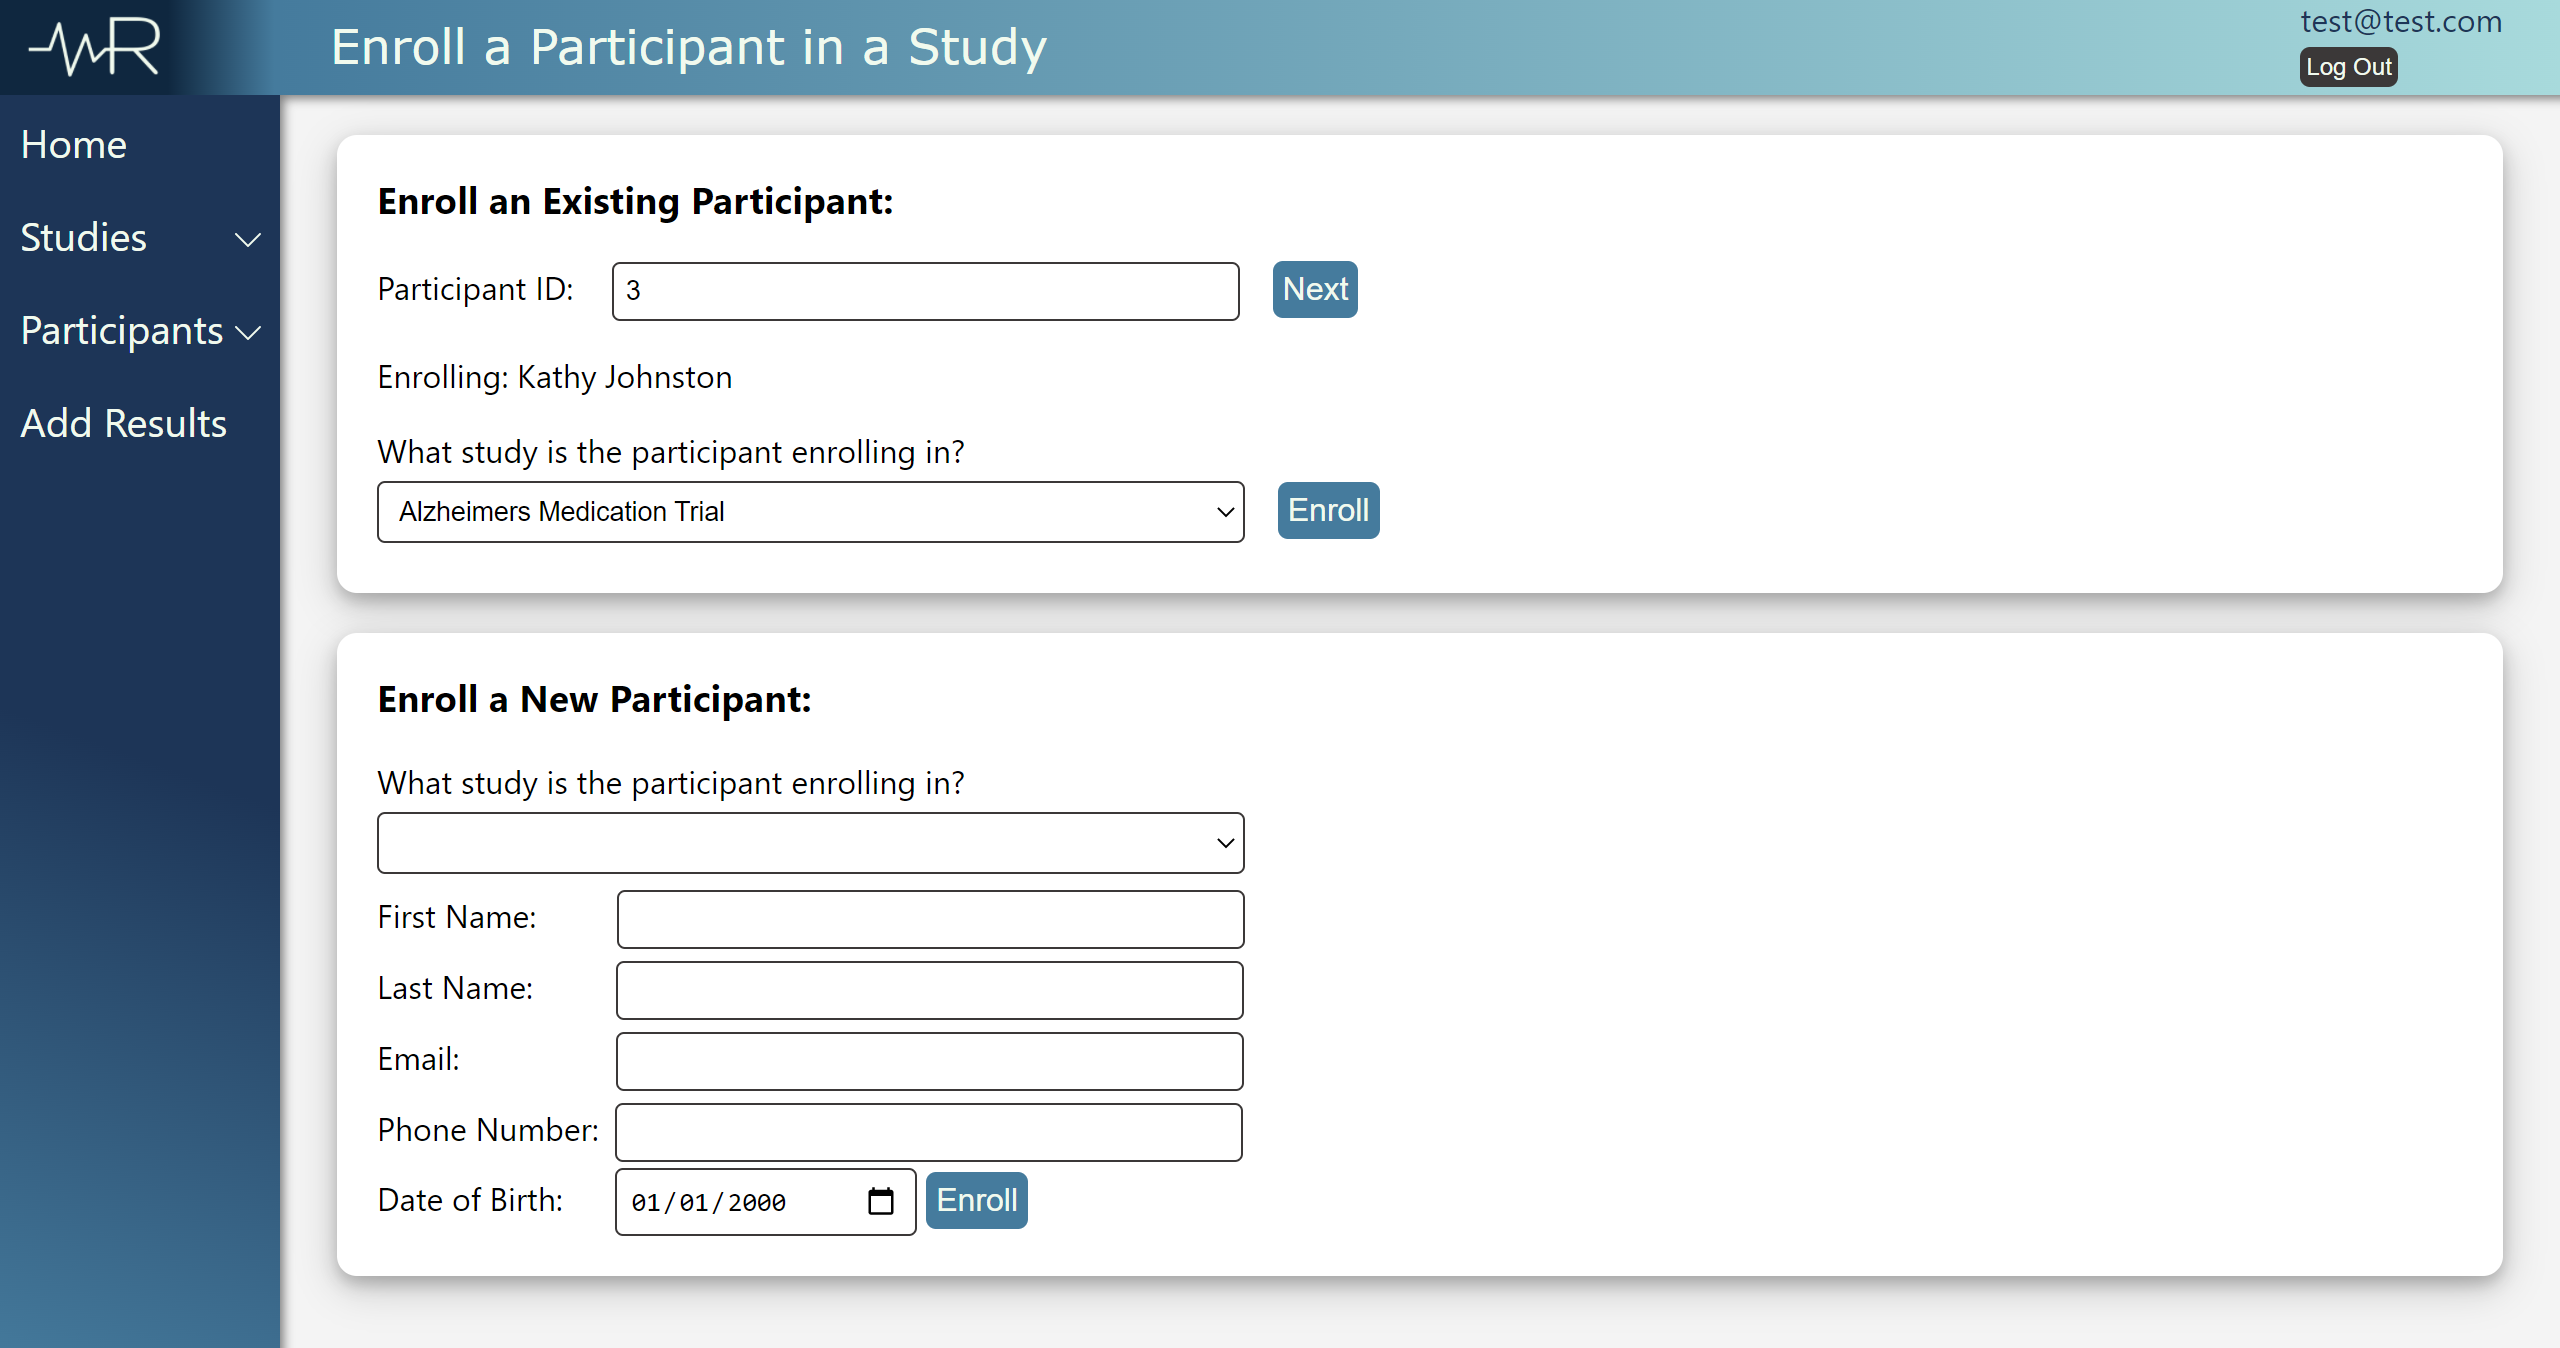 R
Enroll a Participant in a Study
test@test.com
Log Out
Home
Studies
Participants
Add Results
Enroll an Existing Participant:
Participant ID: 3 Next
Enrolling: Kathy Johnston
What study is the participant enrolling in?
Alzheimers Medication Trial Enroll
Enroll a New Participant:
What study is the participant enrolling in?
First Name:
Last Name:
Email:
Phone Number:
Date of Birth: 01/01/2000 Enroll